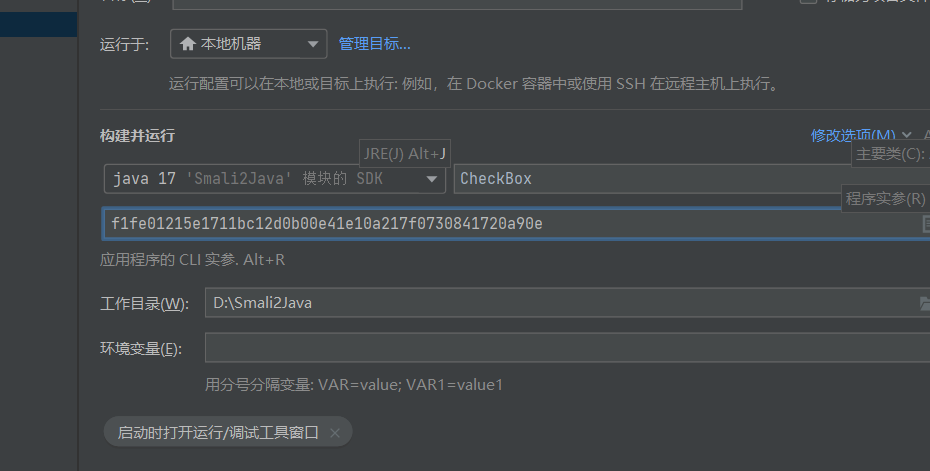 运行于:
本地机器
管理目标...
运行配置可以在本地或目标上执行: 例如，在 Docker 容器中或使用 SSH 在远程主机上执行。
构建并运行
修改选项(M)
JRE(J) Alt+J
主要类(C):
java 17 'Smali2Java' 模块的 SDK
CheckBox
程序实参(R)
f1fe01215e1711bc12d0b00e41e10a217f0730841720a90e
应用程序的 CLI 实参. Alt+R
工作目录(W):
D:\Smali2Java
环境变量(E):
用分号分隔变量: VAR=value; VAR1=value1
启动时打开运行/调试工具窗口